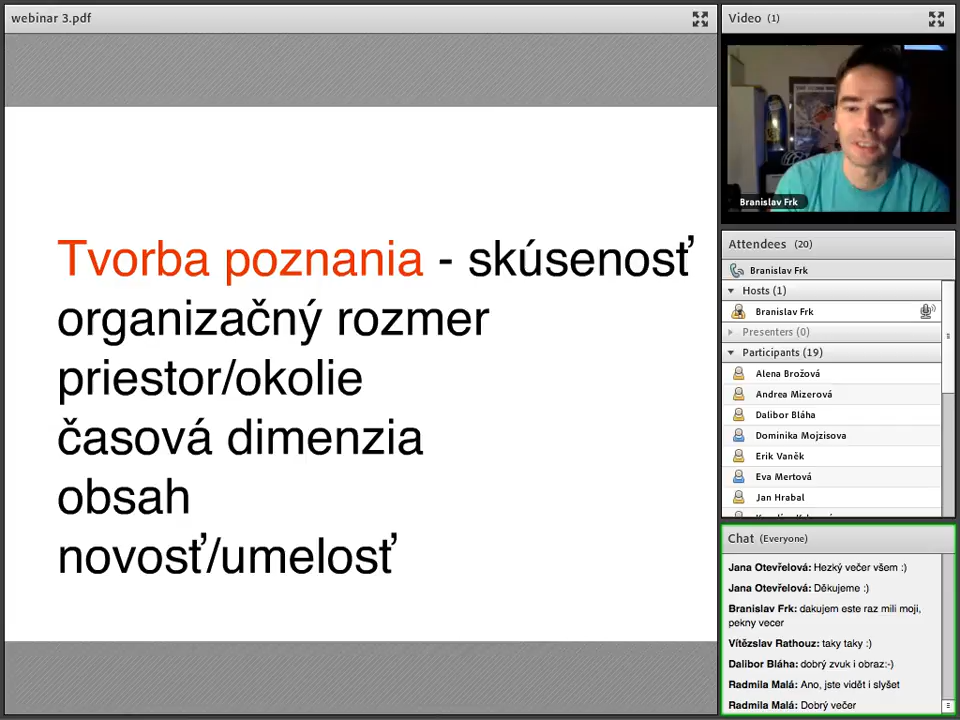 webinar 3.pdf
Tvorba poznania - skúsenosť
organizačný rozmer
priestor/okolie
časová dimenzia
obsah
novosť/umelosť
Video (1)
Branislav Frk
Attendees (20)
Branislav Frk
Hosts (1)
Branislav Frk
Presenters (0)
Participants (19)
Alena Brožová
Andrea Mizerová
Dalibor Bláha
Dominika Mojzisova
Erik Vaněk
Eva Mertová
Jan Hrabal
Chat (Everyone)
Jana Otevřelová: Hezký večer všem :)
Jana Otevřelová: Děkujeme :)
Branislav Frk: dakujem este raz mili moji,
pekny vecer
Vítězslav Rathouz: taky taky :)
Dalibor Bláha: dobrý zvuk i obraz:-)
Radmila Malá: Ano, jste vidět i slyšet
Radmila Malá: Dobrý večer